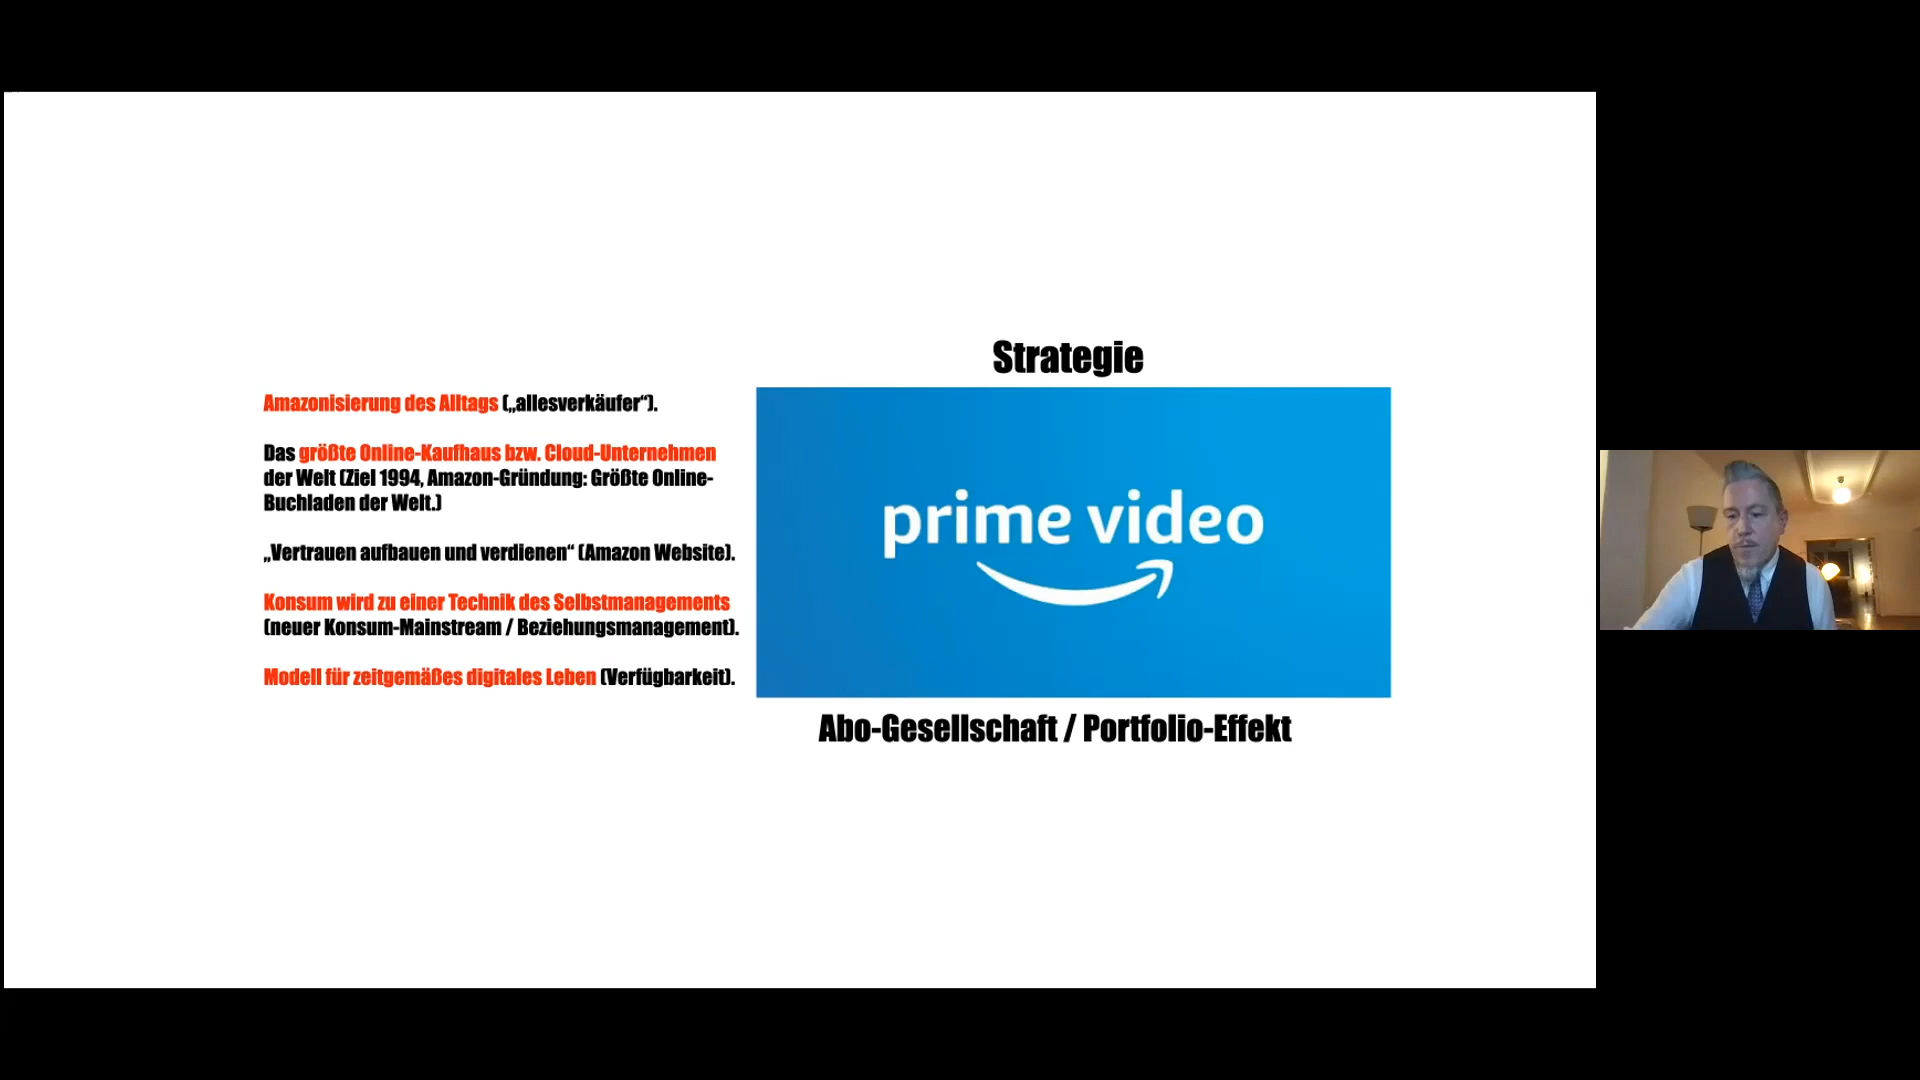 Strategie
Amazonisierung des Alltags („allesverkäufer“).
Das größte Online-Kaufhaus bzw. Cloud-Unternehmen
der Welt (Ziel 1994, Amazon-Gründung: Größte Online-
Buchladen der Welt.)
„Vertrauen aufbauen und verdienen“ (Amazon Website).
Konsum wird zu einer Technik des Selbstmanagements
(neuer Konsum-Mainstream / Beziehungsmanagement).
Modell für zeitgemäßes digitales Leben (Verfügbarkeit).
prime video
Abo-Gesellschaft / Portfolio-Effekt